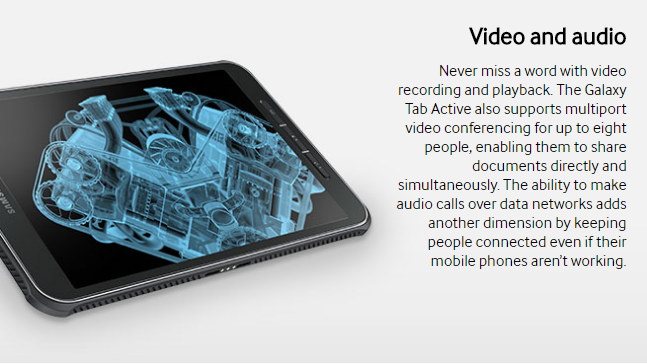 Video and audio
Never miss a word with video
recording and playback. The Galaxy
Tab Active also supports multiport
video conferencing for up to eight
people, enabling them to share
documents directly and
simultaneously. The ability to make
audio calls over data networks adds
another dimension by keeping
people connected even if their
mobile phones aren't working.
SAMSUNG